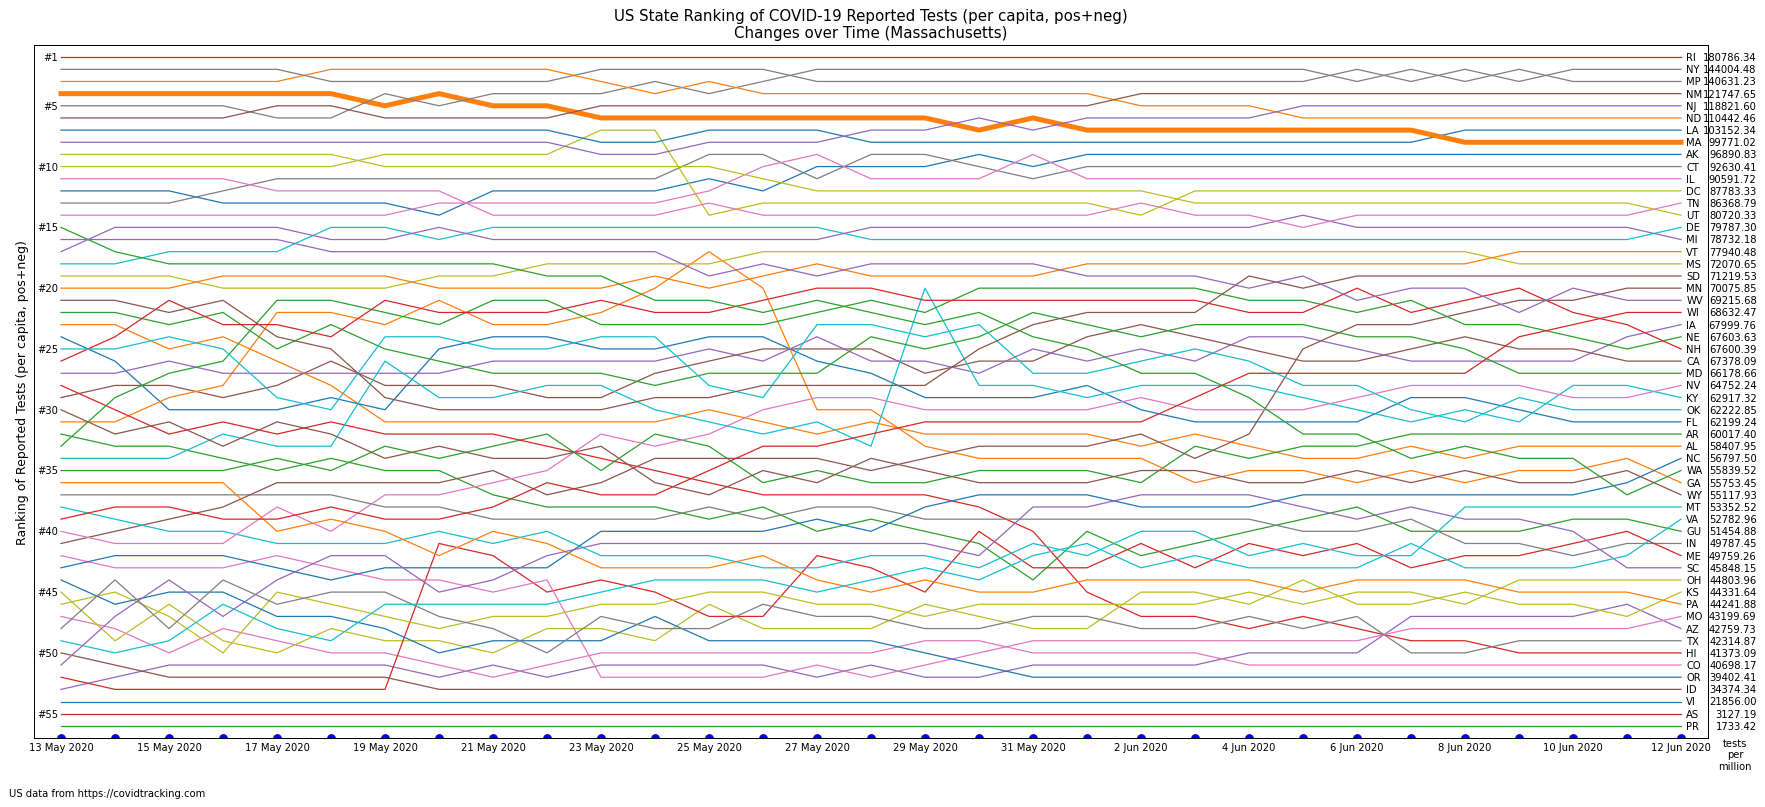 US State Ranking of COVID-19 Reported Tests (per capita, pos+neg)
Changes over Time (Massachusetts)
Ranking of Reported Tests (per capita, pos+neg)
#1
#5
#10
#15
#20
#25
#30
#35
#40
#45
#50
#55
RI 180786.34
NY 144004.48
MP 140631.23
NM 121747.65
NJ 118821.60
ND 110442.46
LA 103152.34
MA 99771.02
AK 96890.83
CT 92630.41
IL 90591.72
DC 87783.33
TN 86368.79
UT 80720.33
DE 79787.30
MI 78732.18
VT 77940.48
MS 72070.65
SD 71219.53
MN 70075.85
WV 69215.68
WI 68632.47
IA 67999.76
NE 67603.63
NH 67600.39
CA 67378.09
MD 66178.66
NV 64752.24
KY 62917.32
OK 62222.85
FL 62199.24
AR 60017.40
AL 58407.95
NC 56797.50
WA 55839.52
GA 55753.45
WY 55117.93
MT 53352.52
VA 52782.96
GU 51454.88
IN 49787.45
ME 49759.26
SC 45848.15
OH 44803.96
KS 44331.64
PA 44241.88
MO 43199.69
AZ 42759.73
TX 42314.87
HI 41373.09
CO 40698.17
OR 39402.41
ID 34374.34
VI 21856.00
AS 3127.19
PR 1733.42
13 May 2020 15 May 2020 17 May 2020 19 May 2020 21 May 2020 23 May 2020 25 May 2020 27 May 2020 29 May 2020 31 May 2020 2 Jun 2020 4 Jun 2020 6 Jun 2020 8 Jun 2020 10 Jun 2020 12 Jun 2020
tests
per
million
US data from https://covidtracking.com